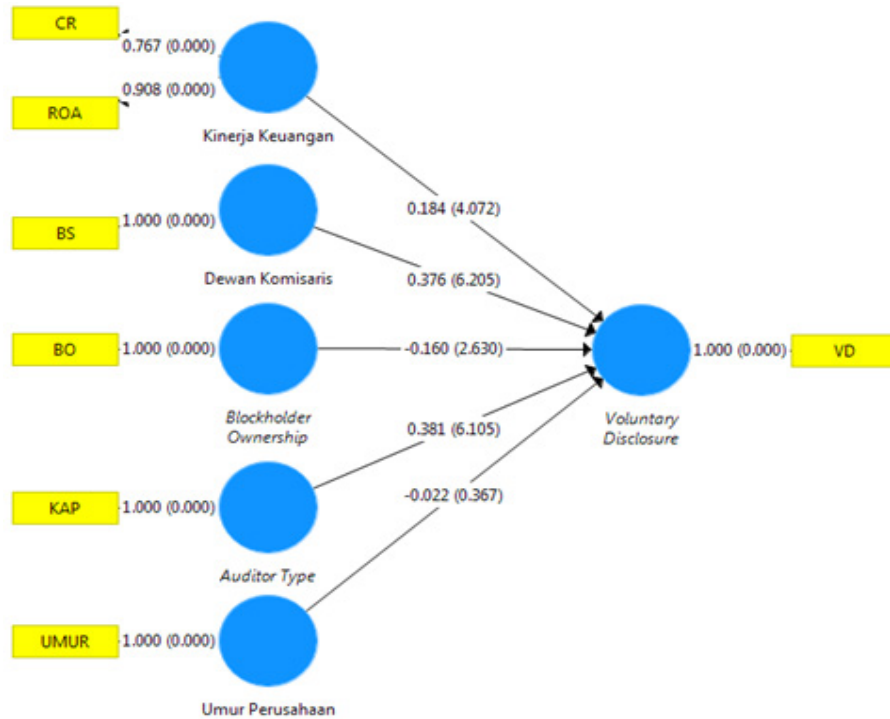 CR
0.767 (0.000)
0.908 (0.000)
ROA
Kinerja Keuangan
0.184 (4.072)
BS
1.000 (0.000)
Dewan Komisaris
0.376 (6.205)
BO
1.000 (0.000)
-0.160 (2.630)
1.000 (0.000)
VD
Blockholder
Ownership
Voluntary
Disclosure
0.381 (6.105)
KAP
1.000 (0.000)
-0.022 (0.367)
Auditor Type
UMUR
1.000 (0.000)
Umur Perusahaan